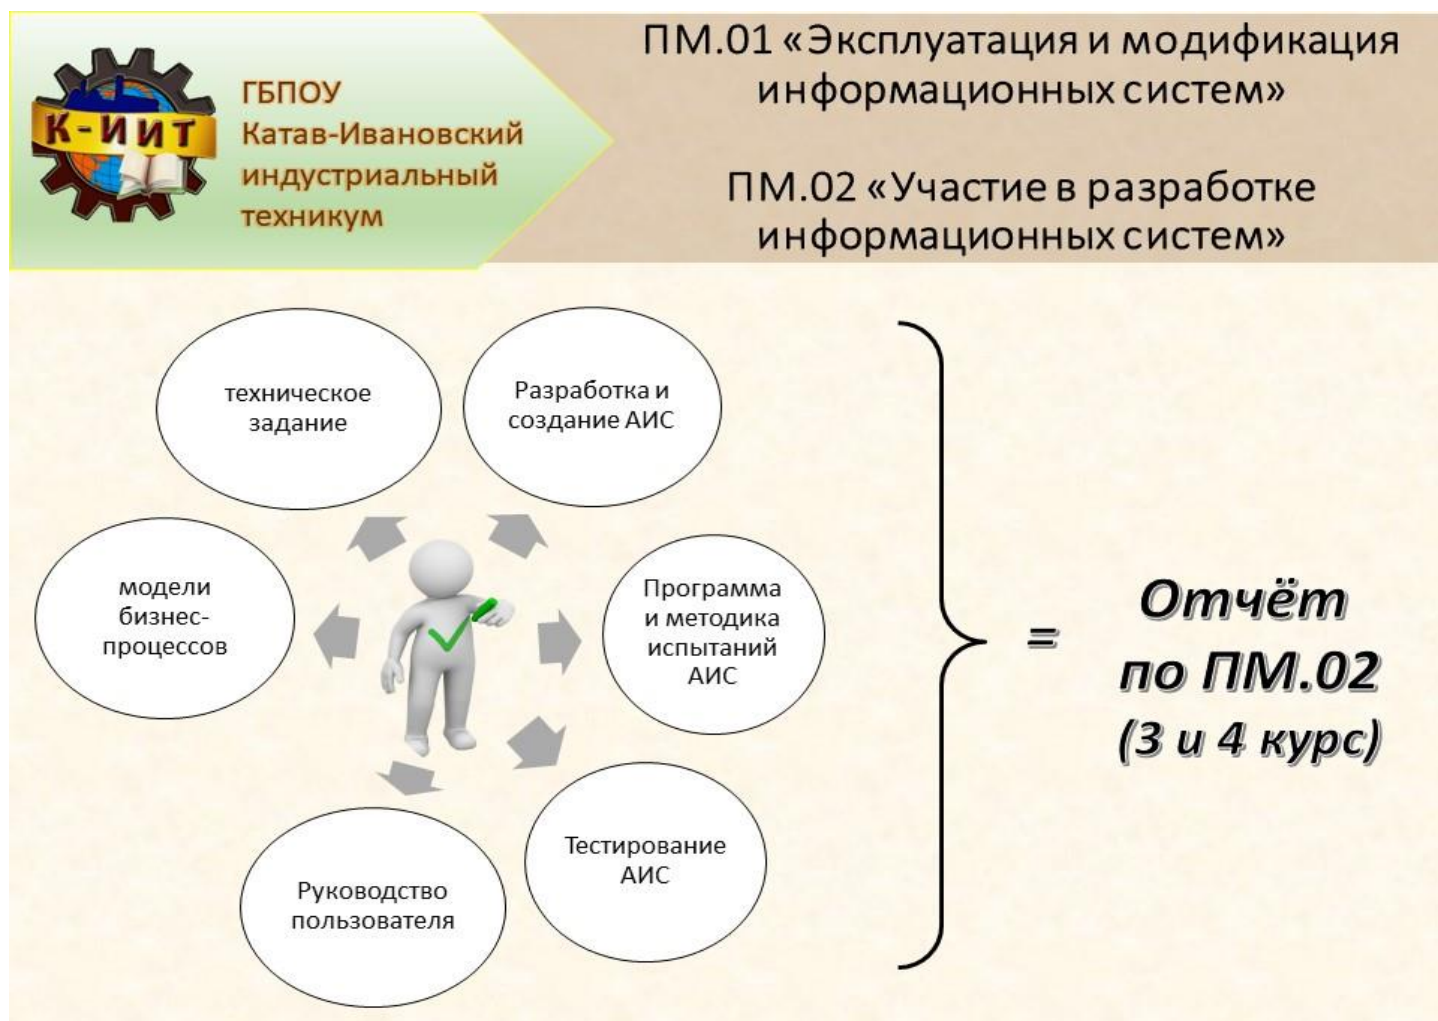 К-ИИТ
ГБПОУ
Катав-Ивановский
индустриальный
техникум
ПМ.01 «Эксплуатация и модификация
информационных систем»
ПМ.02 «Участие в разработке
информационных систем»
техническое
задание
Разработка и
создание АИС
модели
бизнес-
процессов
Программа
и методика
испытаний
АИС
Руководство
пользователя
Тестирование
АИС
=
Отчёт
по ПМ.02
(3 и 4 курс)